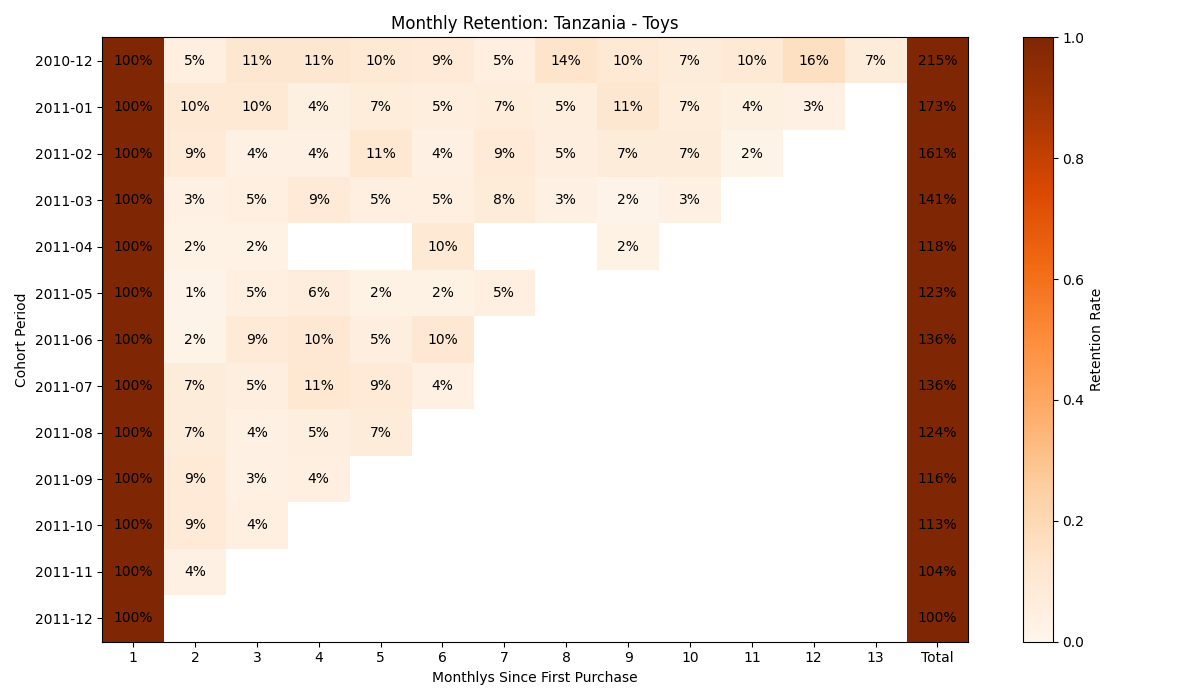 Monthly Retention: Tanzania - Toys
2010-12 100% 5% 11% 11% 10% 9% 5% 14% 10% 7% 10% 16% 7% 215%
2011-01 100% 10% 10% 4% 7% 5% 7% 5% 11% 7% 4% 3% 173%
2011-02 100% 9% 4% 4% 11% 4% 9% 5% 7% 7% 2% 161%
2011-03 100% 3% 5% 9% 5% 5% 8% 3% 2% 3% 141%
2011-04 100% 2% 2% 10% 2% 118%
2011-05 100% 1% 5% 6% 2% 2% 5% 123%
2011-06 100% 2% 9% 10% 5% 10% 136%
2011-07 100% 7% 5% 11% 9% 4% 136%
2011-08 100% 7% 4% 5% 7% 124%
2011-09 100% 9% 3% 4% 116%
2011-10 100% 9% 4% 113%
2011-11 100% 4% 104%
2011-12 100% 100%
1 2 3 4 5 6 7 8 9 10 11 12 13 Total
Monthlys Since First Purchase
Cohort Period
1.0
0.8
0.6
0.4
0.2
0.0
Retention Rate